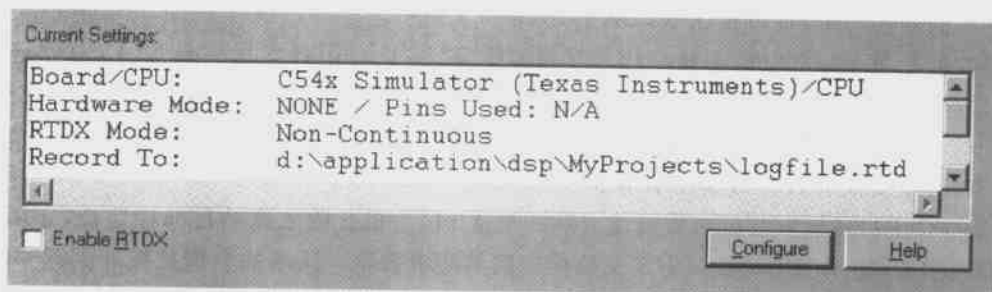 Current Settings:
Board/CPU: C54x Simulator (Texas Instruments)/CPU
Hardware Mode: NONE / Pins Used: N/A
RTDX Mode: Non-Continuous
Record To: d:\application\dsp\MyProjects\logfile.rtd
Enable RTDX
Configure
Help